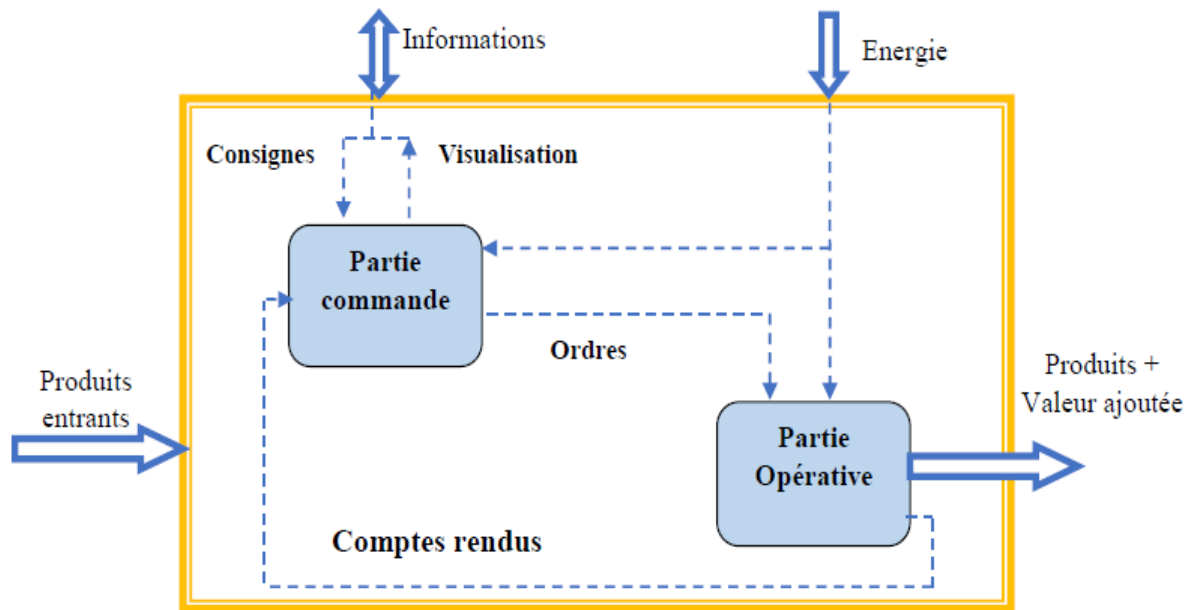 Informations
Energie
Consignes
Visualisation
Partie
commande
Ordres
Produits
entrants
Produits +
Valeur ajoutée
Partie
Opérative
Comptes rendus